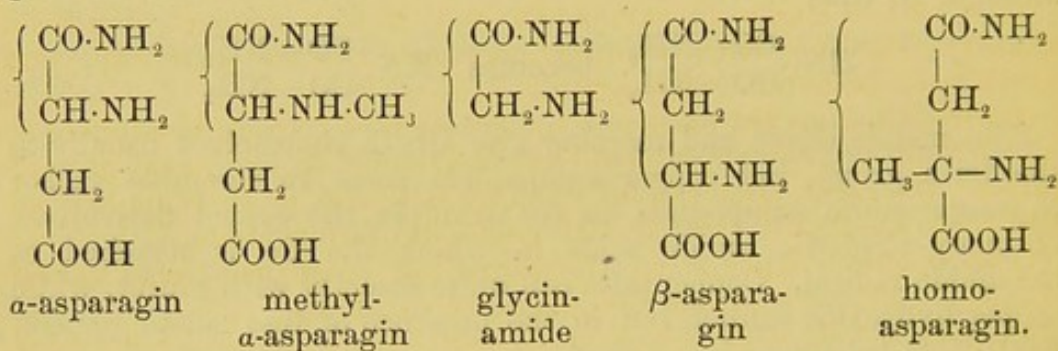 CO·NH₂ CO·NH₂ CO·NH₂ CO·NH₂ CO·NH₂
CH·NH₂ CH·NH·CH₃ CH₂·NH₂ CH₂ CH₂
CH₂ CH₂ CH·NH₂ CH₃–C—NH₂
COOH COOH COOH COOH
α-asparagin methyl- glycin- β-aspara- homo-
α-asparagin amide gin asparagin.